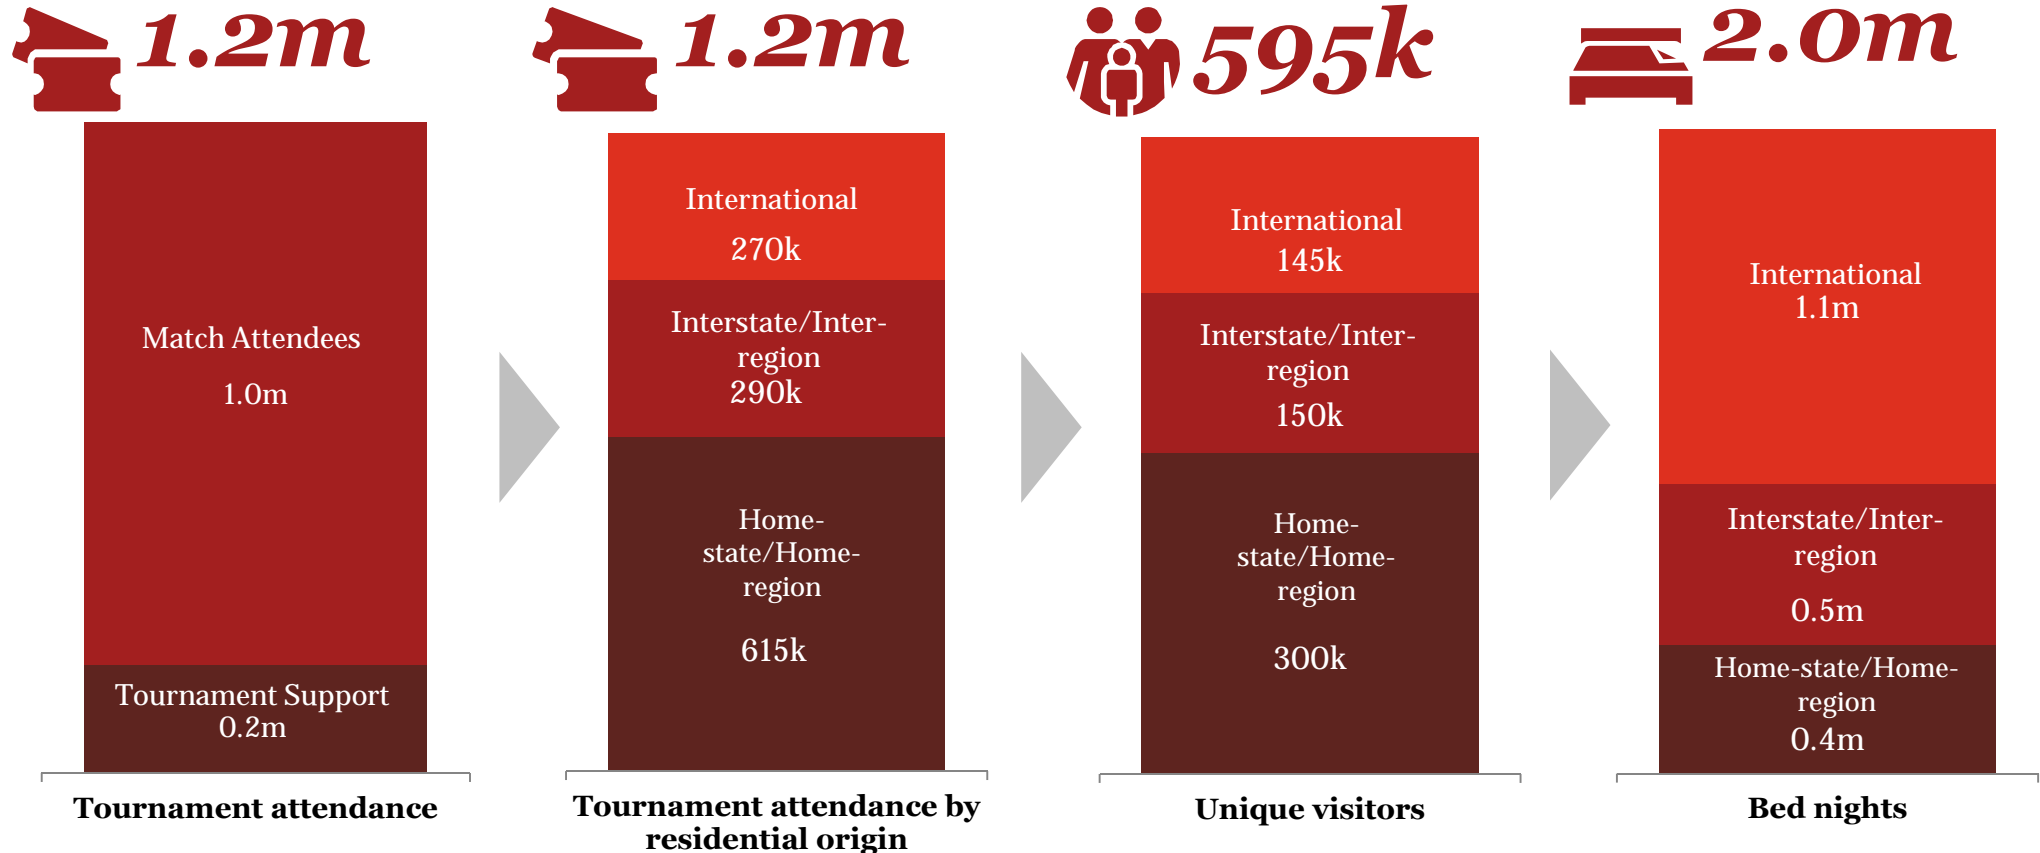 1.2m
Match Attendees
1.0m
Tournament Support
0.2m
Tournament attendance
1.2m
International
270k
Interstate/Inter-
region
290k
Home-
state/Home-
region
615k
Tournament attendance by
residential origin
595k
International
145k
Interstate/Inter-
region
150k
Home-
state/Home-
region
300k
Unique visitors
2.0m
International
1.1m
Interstate/Inter-
region
0.5m
Home-state/Home-
region
0.4m
Bed nights